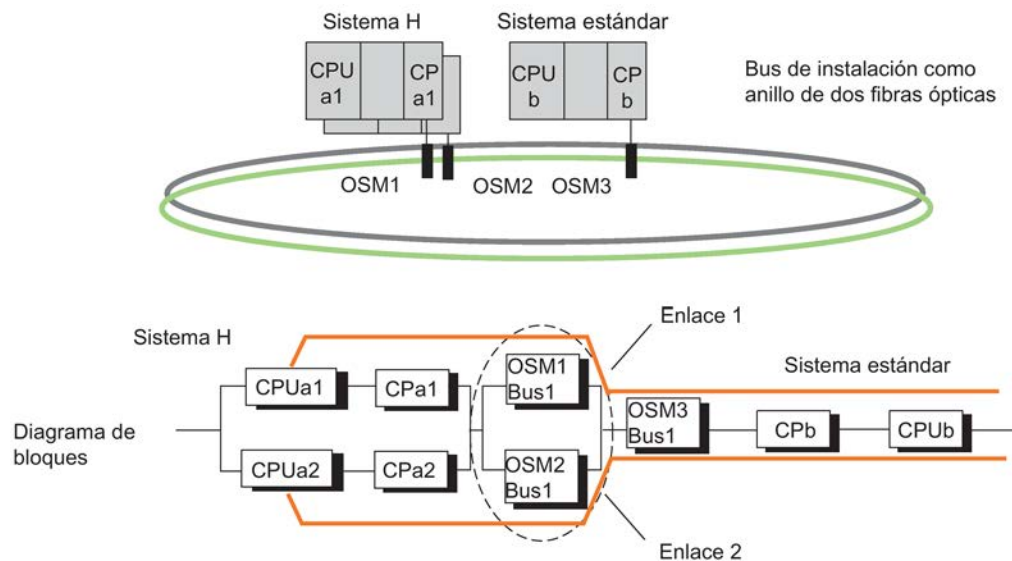 Sistema H
Sistema estándar
CPU
a1
CP
a1
CPU
b
CP
b
Bus de instalación como
anillo de dos fibras ópticas
OSM1
OSM2
OSM3
Enlace 1
Sistema H
Sistema estándar
CPUa1
CPa1
OSM1
Bus1
OSM3
Bus1
CPb
CPUb
Diagrama de
bloques
CPUa2
CPa2
OSM2
Bus1
Enlace 2